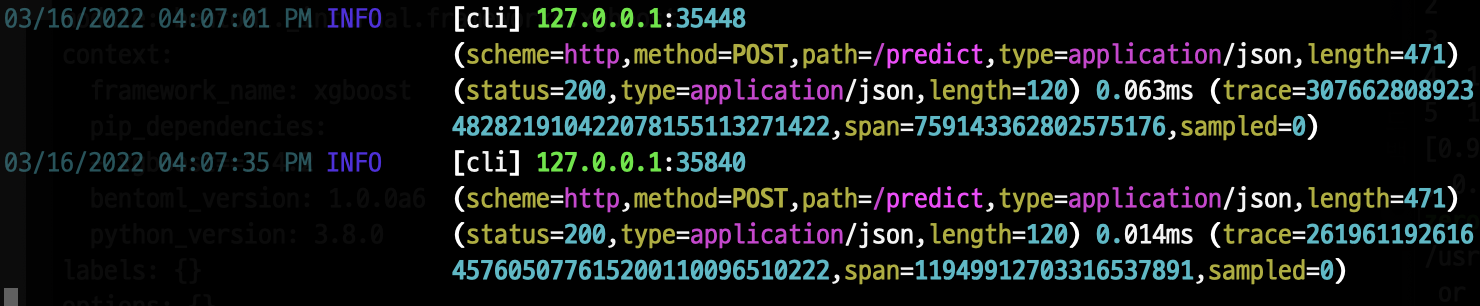 03/16/2022 04:07:01 PM INFO [cli] 127.0.0.1:35448
(scheme=http,method=POST,path=/predict,type=application/json,length=471)
(status=200,type=application/json,length=120) 0.063ms (trace=307662808923
482821910422078155113271422,span=759143362802575176,sampled=0)
03/16/2022 04:07:35 PM INFO [cli] 127.0.0.1:35840
(scheme=http,method=POST,path=/predict,type=application/json,length=471)
(status=200,type=application/json,length=120) 0.014ms (trace=261961192616
457605077615200110096510222,span=11949912703316537891,sampled=0)
context:
framework_name: xgboost
pip_dependencies:
bentoml_version: 1.0.0a6
python_version: 3.8.0
labels: {}
options: {}